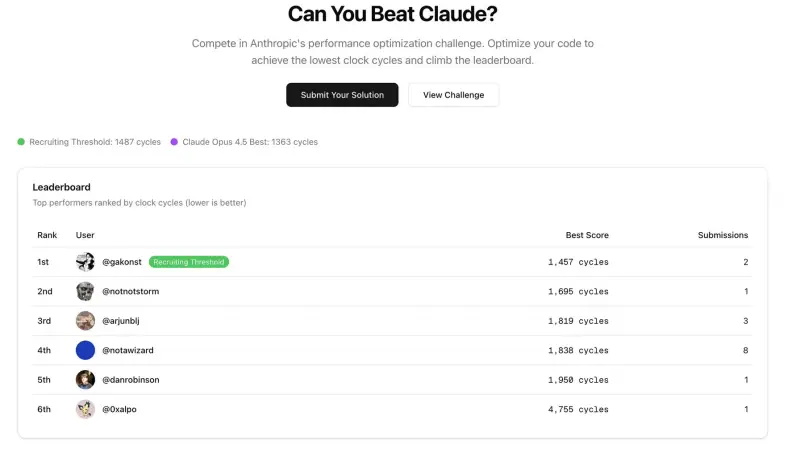 Can You Beat Claude?
Compete in Anthropic's performance optimization challenge. Optimize your code to
achieve the lowest clock cycles and climb the leaderboard.
Submit Your Solution View Challenge
Recruiting Threshold: 1487 cycles Claude Opus 4.5 Best: 1363 cycles
Leaderboard
Top performers ranked by clock cycles (lower is better)
Rank User Best Score Submissions
1st @gakonst Recruiting Threshold 1,457 cycles 2
2nd @notnotstorm 1,695 cycles 1
3rd @arjunblj 1,819 cycles 3
4th @notawizard 1,838 cycles 8
5th @danrobinson 1,950 cycles 1
6th @0xalpo 4,755 cycles 1